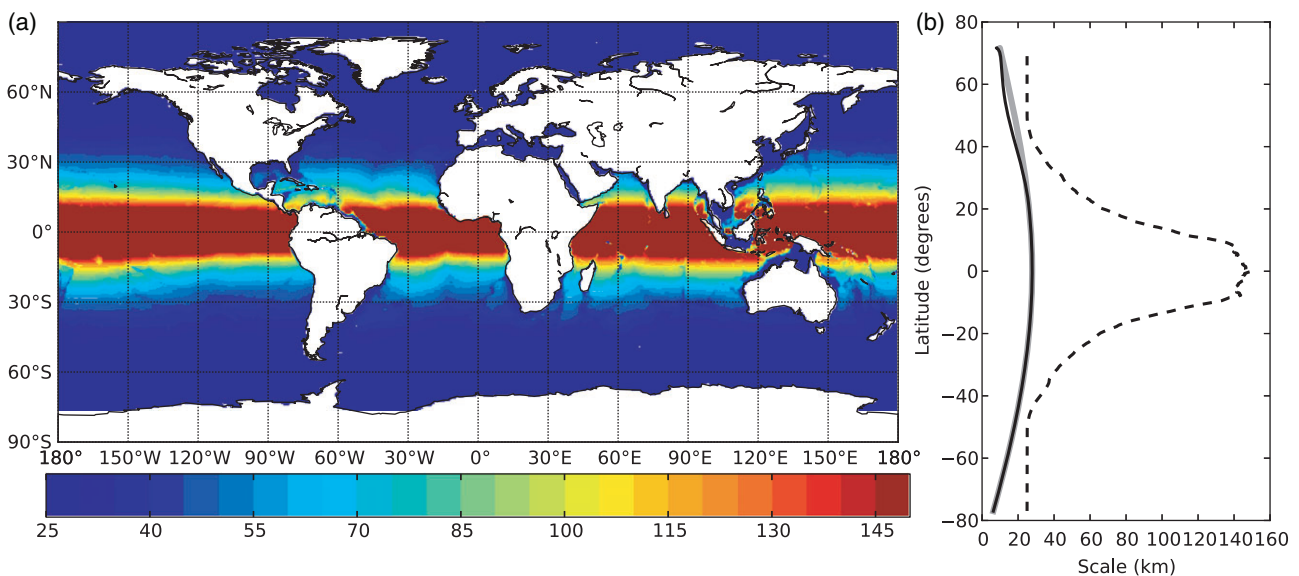 (a)
60°N
30°N
0°
30°S
60°S
90°S
180° 150°W 120°W 90°W 60°W 30°W 0° 30°E 60°E 90°E 120°E 150°E 180°
25 40 55 70 85 100 115 130 145
(b)
80
60
40
20
0
−20
−40
−60
−80
Latitude (degrees)
0 20 40 60 80 100 120 140 160
Scale (km)